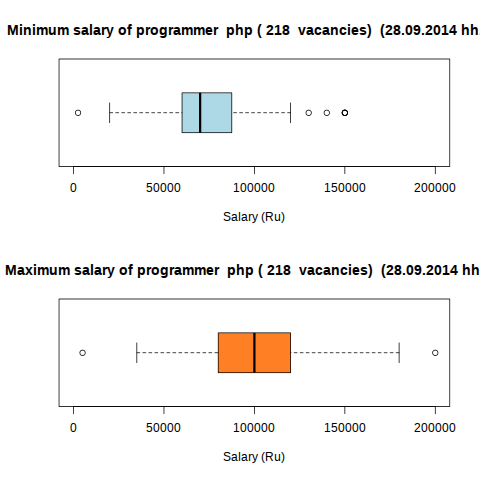 Minimum salary of programmer  php ( 218  vacancies)  (28.09.2014 hh
0 50000 100000 150000 200000
Salary (Ru)
Maximum salary of programmer  php ( 218  vacancies)  (28.09.2014 hh
0 50000 100000 150000 200000
Salary (Ru)